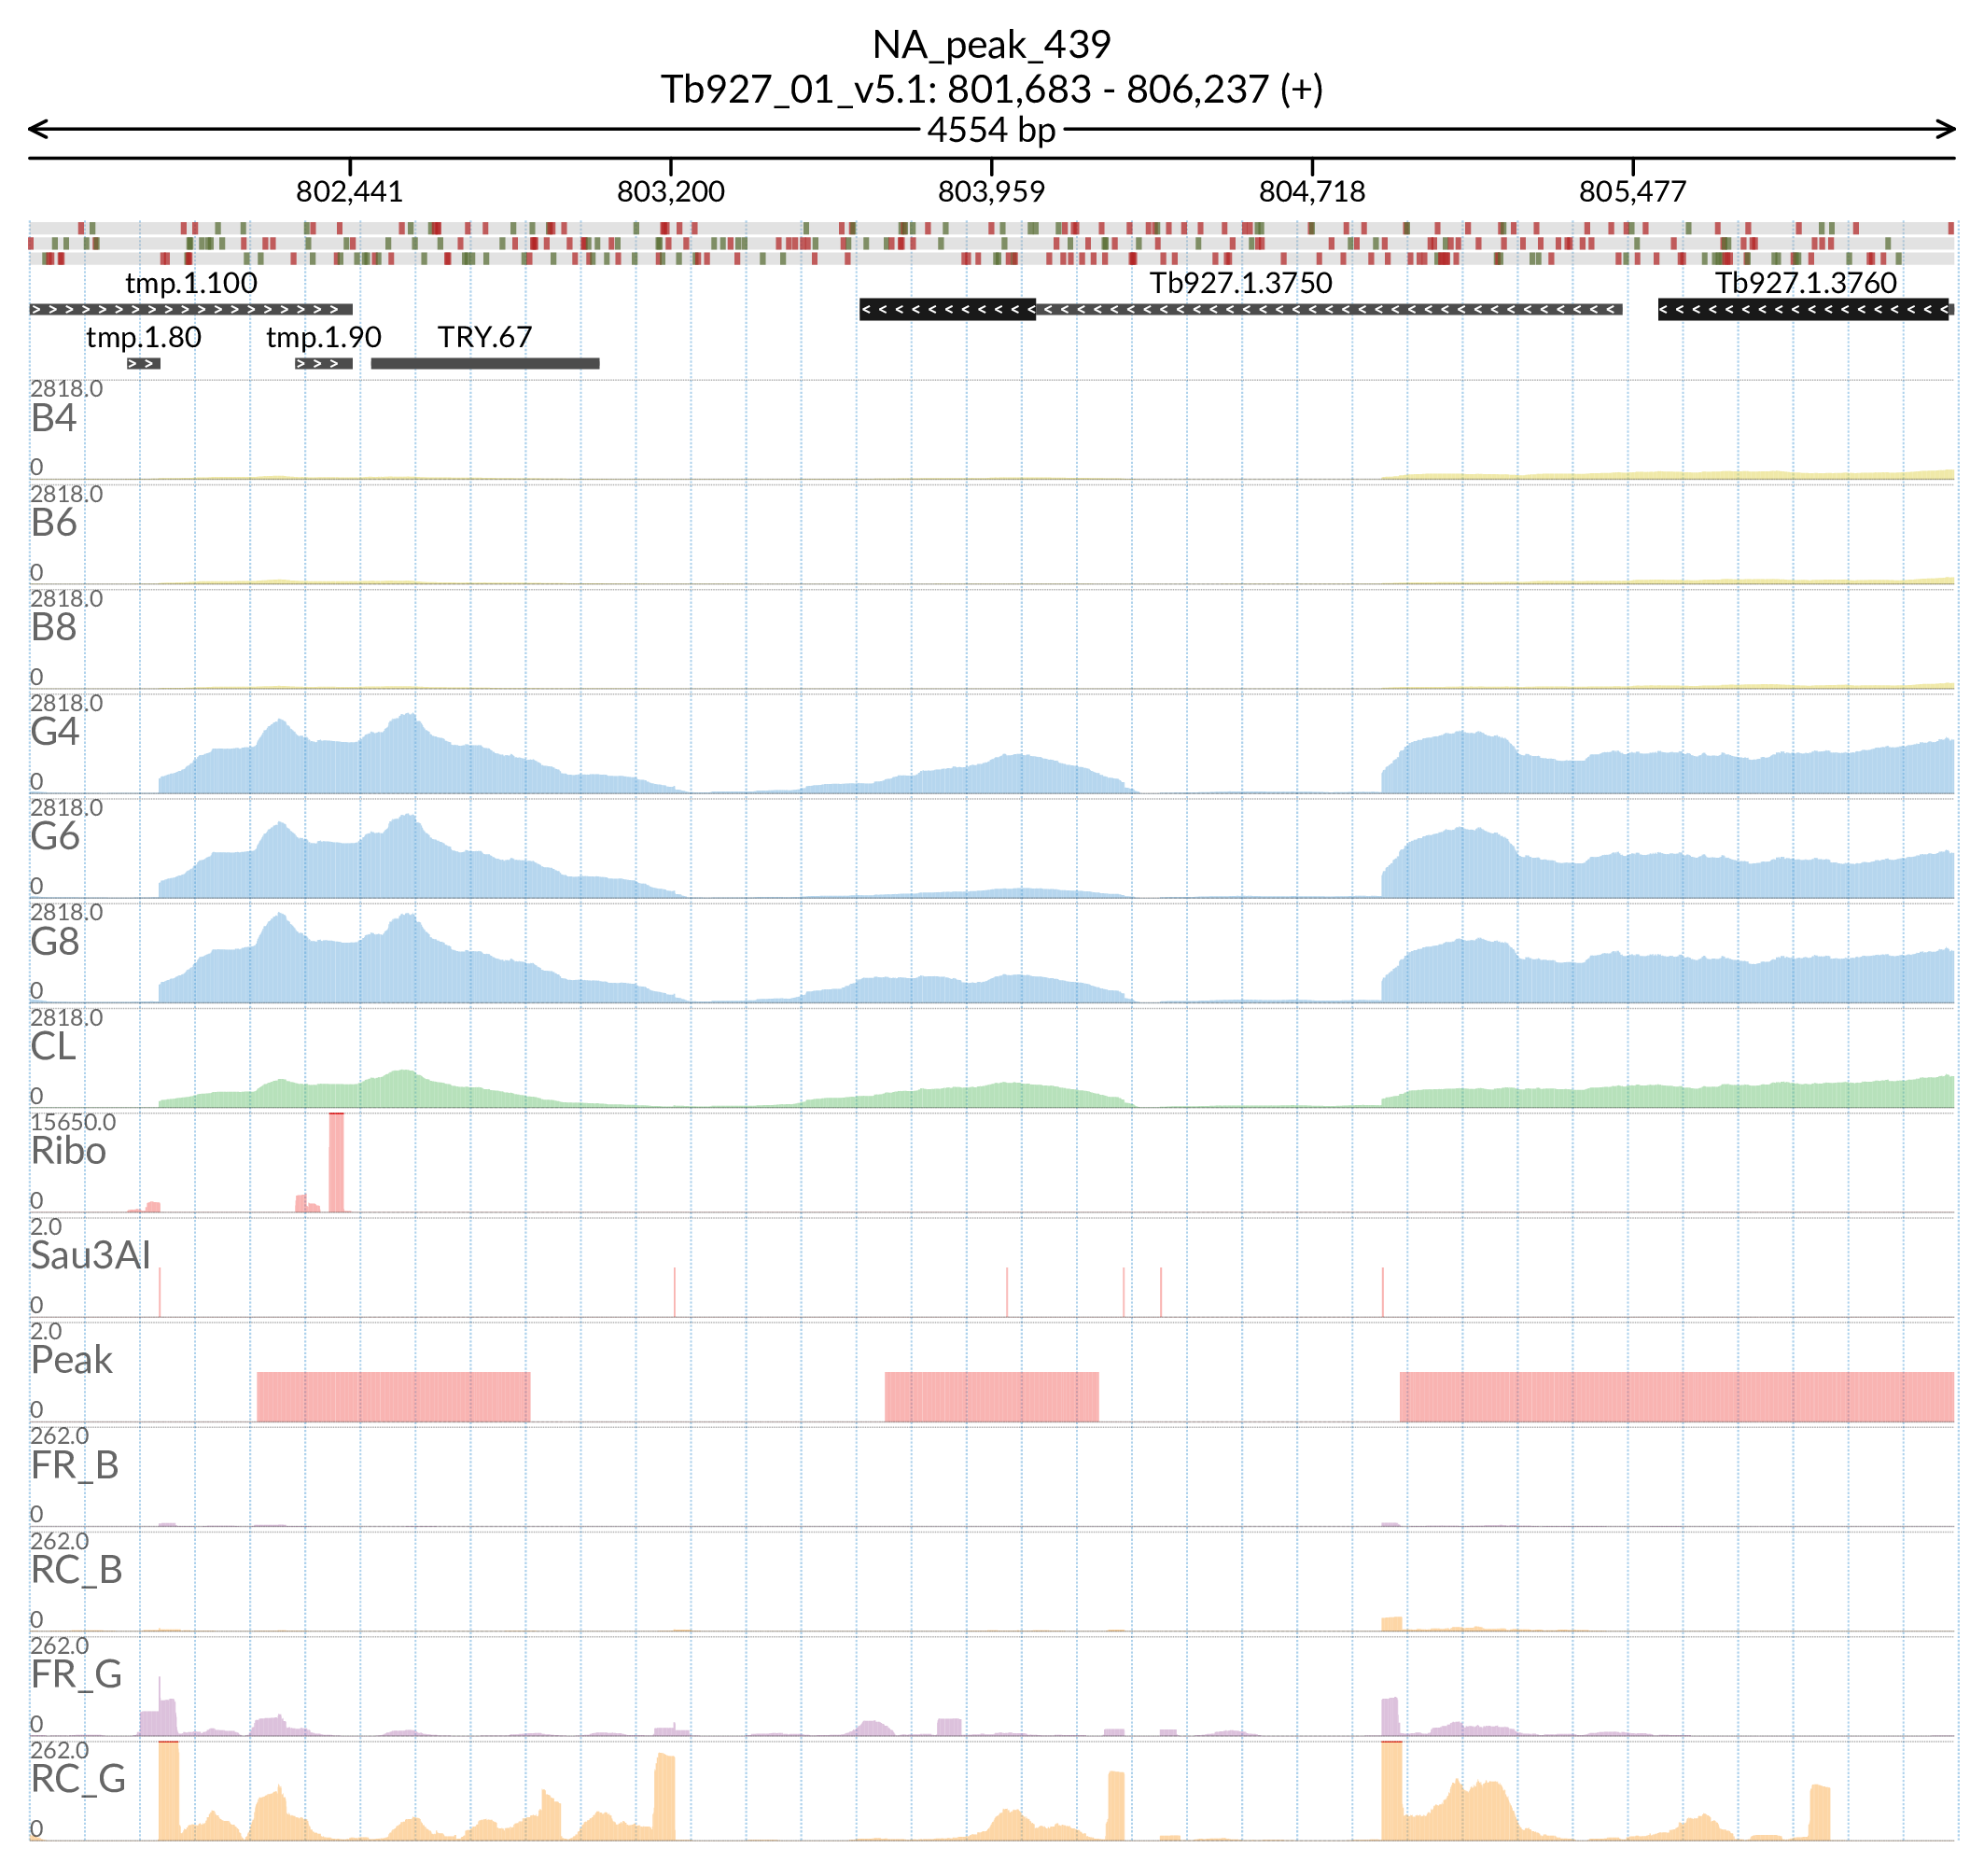 NA_peak_439
Tb927_01_v5.1: 801,683 - 806,237 (+)
4554 bp
802,441 803,200 803,959 804,718 805,477
tmp.1.100 Tb927.1.3750 Tb927.1.3760
tmp.1.80 tmp.1.90 TRY.67
2818.0
B4
0
2818.0
B6
0
2818.0
B8
0
2818.0
G4
0
2818.0
G6
0
2818.0
G8
0
2818.0
CL
0
15650.0
Ribo
0
2.0
Sau3AI
0
2.0
Peak
0
262.0
FR_B
0
262.0
RC_B
0
262.0
FR_G
0
262.0
RC_G
0